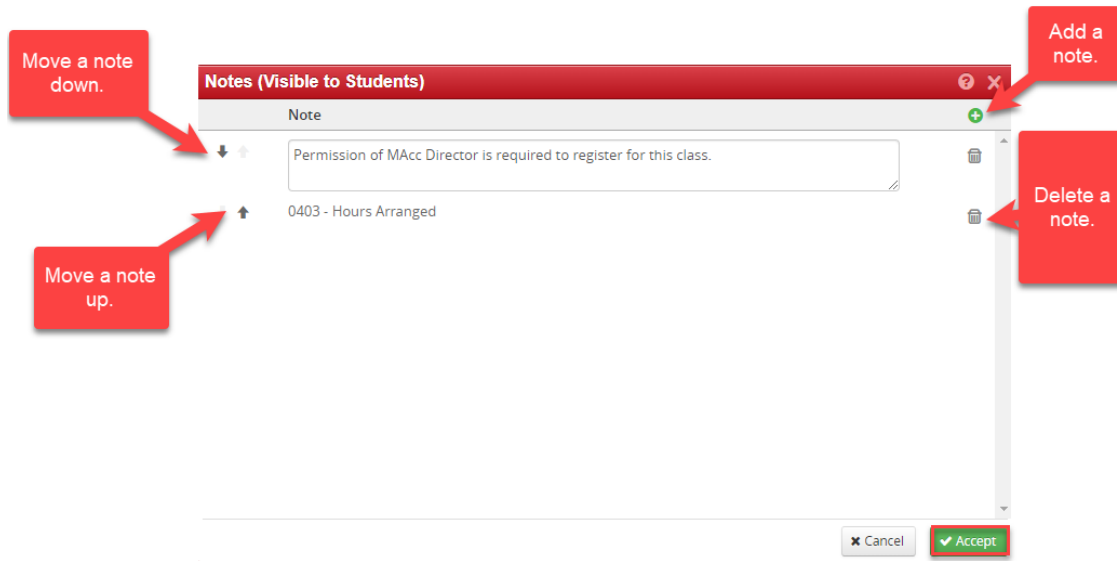 Add a
note.
Move a note
down.
Notes (Visible to Students)
Note
Permission of MAcc Director is required to register for this class.
Delete a
note.
0403 - Hours Arranged
Move a note
up.
Cancel
Accept